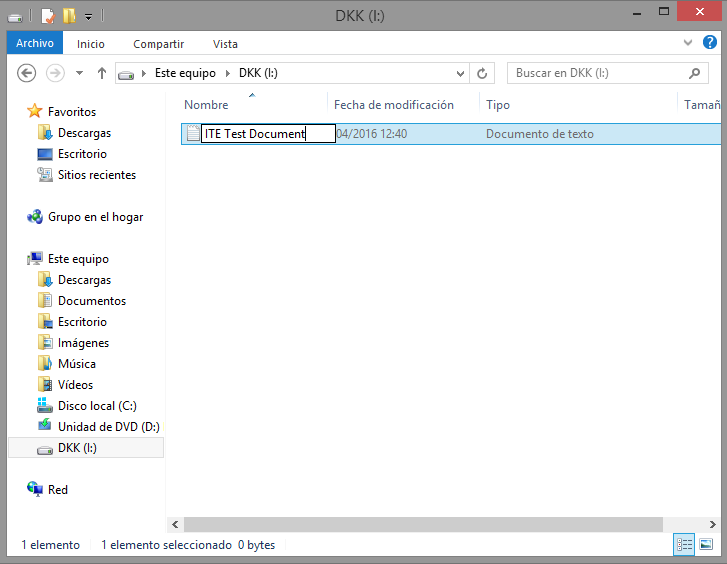 DKK (I:)
Archivo Inicio Compartir Vista
Este equipo DKK (I:) Buscar en DKK (I:)
Nombre Fecha de modificación Tipo Tamañ
ITE Test Document 04/2016 12:40 Documento de texto
Favoritos
Descargas
Escritorio
Sitios recientes
Grupo en el hogar
Este equipo
Descargas
Documentos
Escritorio
Imágenes
Música
Vídeos
Disco local (C:)
Unidad de DVD (D:)
DKK (I:)
Red
1 elemento 1 elemento seleccionado 0 bytes